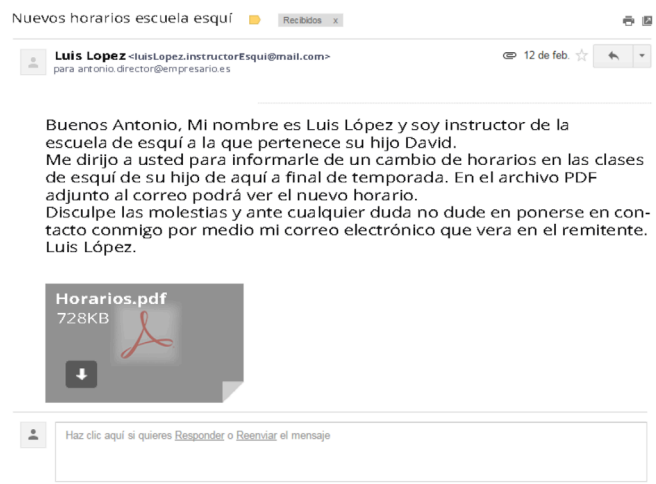 Nuevos horarios escuela esquí
Recibidos x
Luis Lopez <luisLopez.instructorEsqui@mail.com>
12 de feb.
para antonio.director@empresario.es
Buenos Antonio, Mi nombre es Luis López y soy instructor de la
escuela de esquí a la que pertenece su hijo David.
Me dirijo a usted para informarle de un cambio de horarios en las clases
de esquí de su hijo de aquí a final de temporada. En el archivo PDF
adjunto al correo podrá ver el nuevo horario.
Disculpe las molestias y ante cualquier duda no dude en ponerse en con-
tacto conmigo por medio mi correo electrónico que vera en el remitente.
Luis López.
Horarios.pdf
728KB
Haz clic aquí si quieres Responder o Reenviar el mensaje